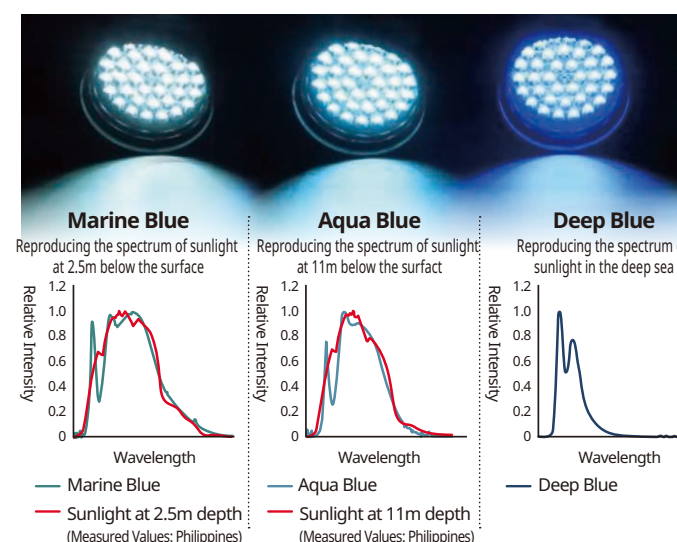 Marine Blue
Reproducing the spectrum of sunlight
at 2.5m below the surface
Relative Intensity
1.2
1.0
0.8
0.6
0.4
0.2
0
Wavelength
Marine Blue
Sunlight at 2.5m depth
(Measured Values: Philippines)
Aqua Blue
Reproducing the spectrum of sunlight
at 11m below the surfact
Relative Intensity
1.2
1.0
0.8
0.6
0.4
0.2
0
Wavelength
Aqua Blue
Sunlight at 11m depth
(Measured Values: Philippines)
Deep Blue
Reproducing the spectrum
sunlight in the deep sea
Relative Intensity
1.2
1.0
0.8
0.6
0.4
0.2
0
Wavelength
Deep Blue